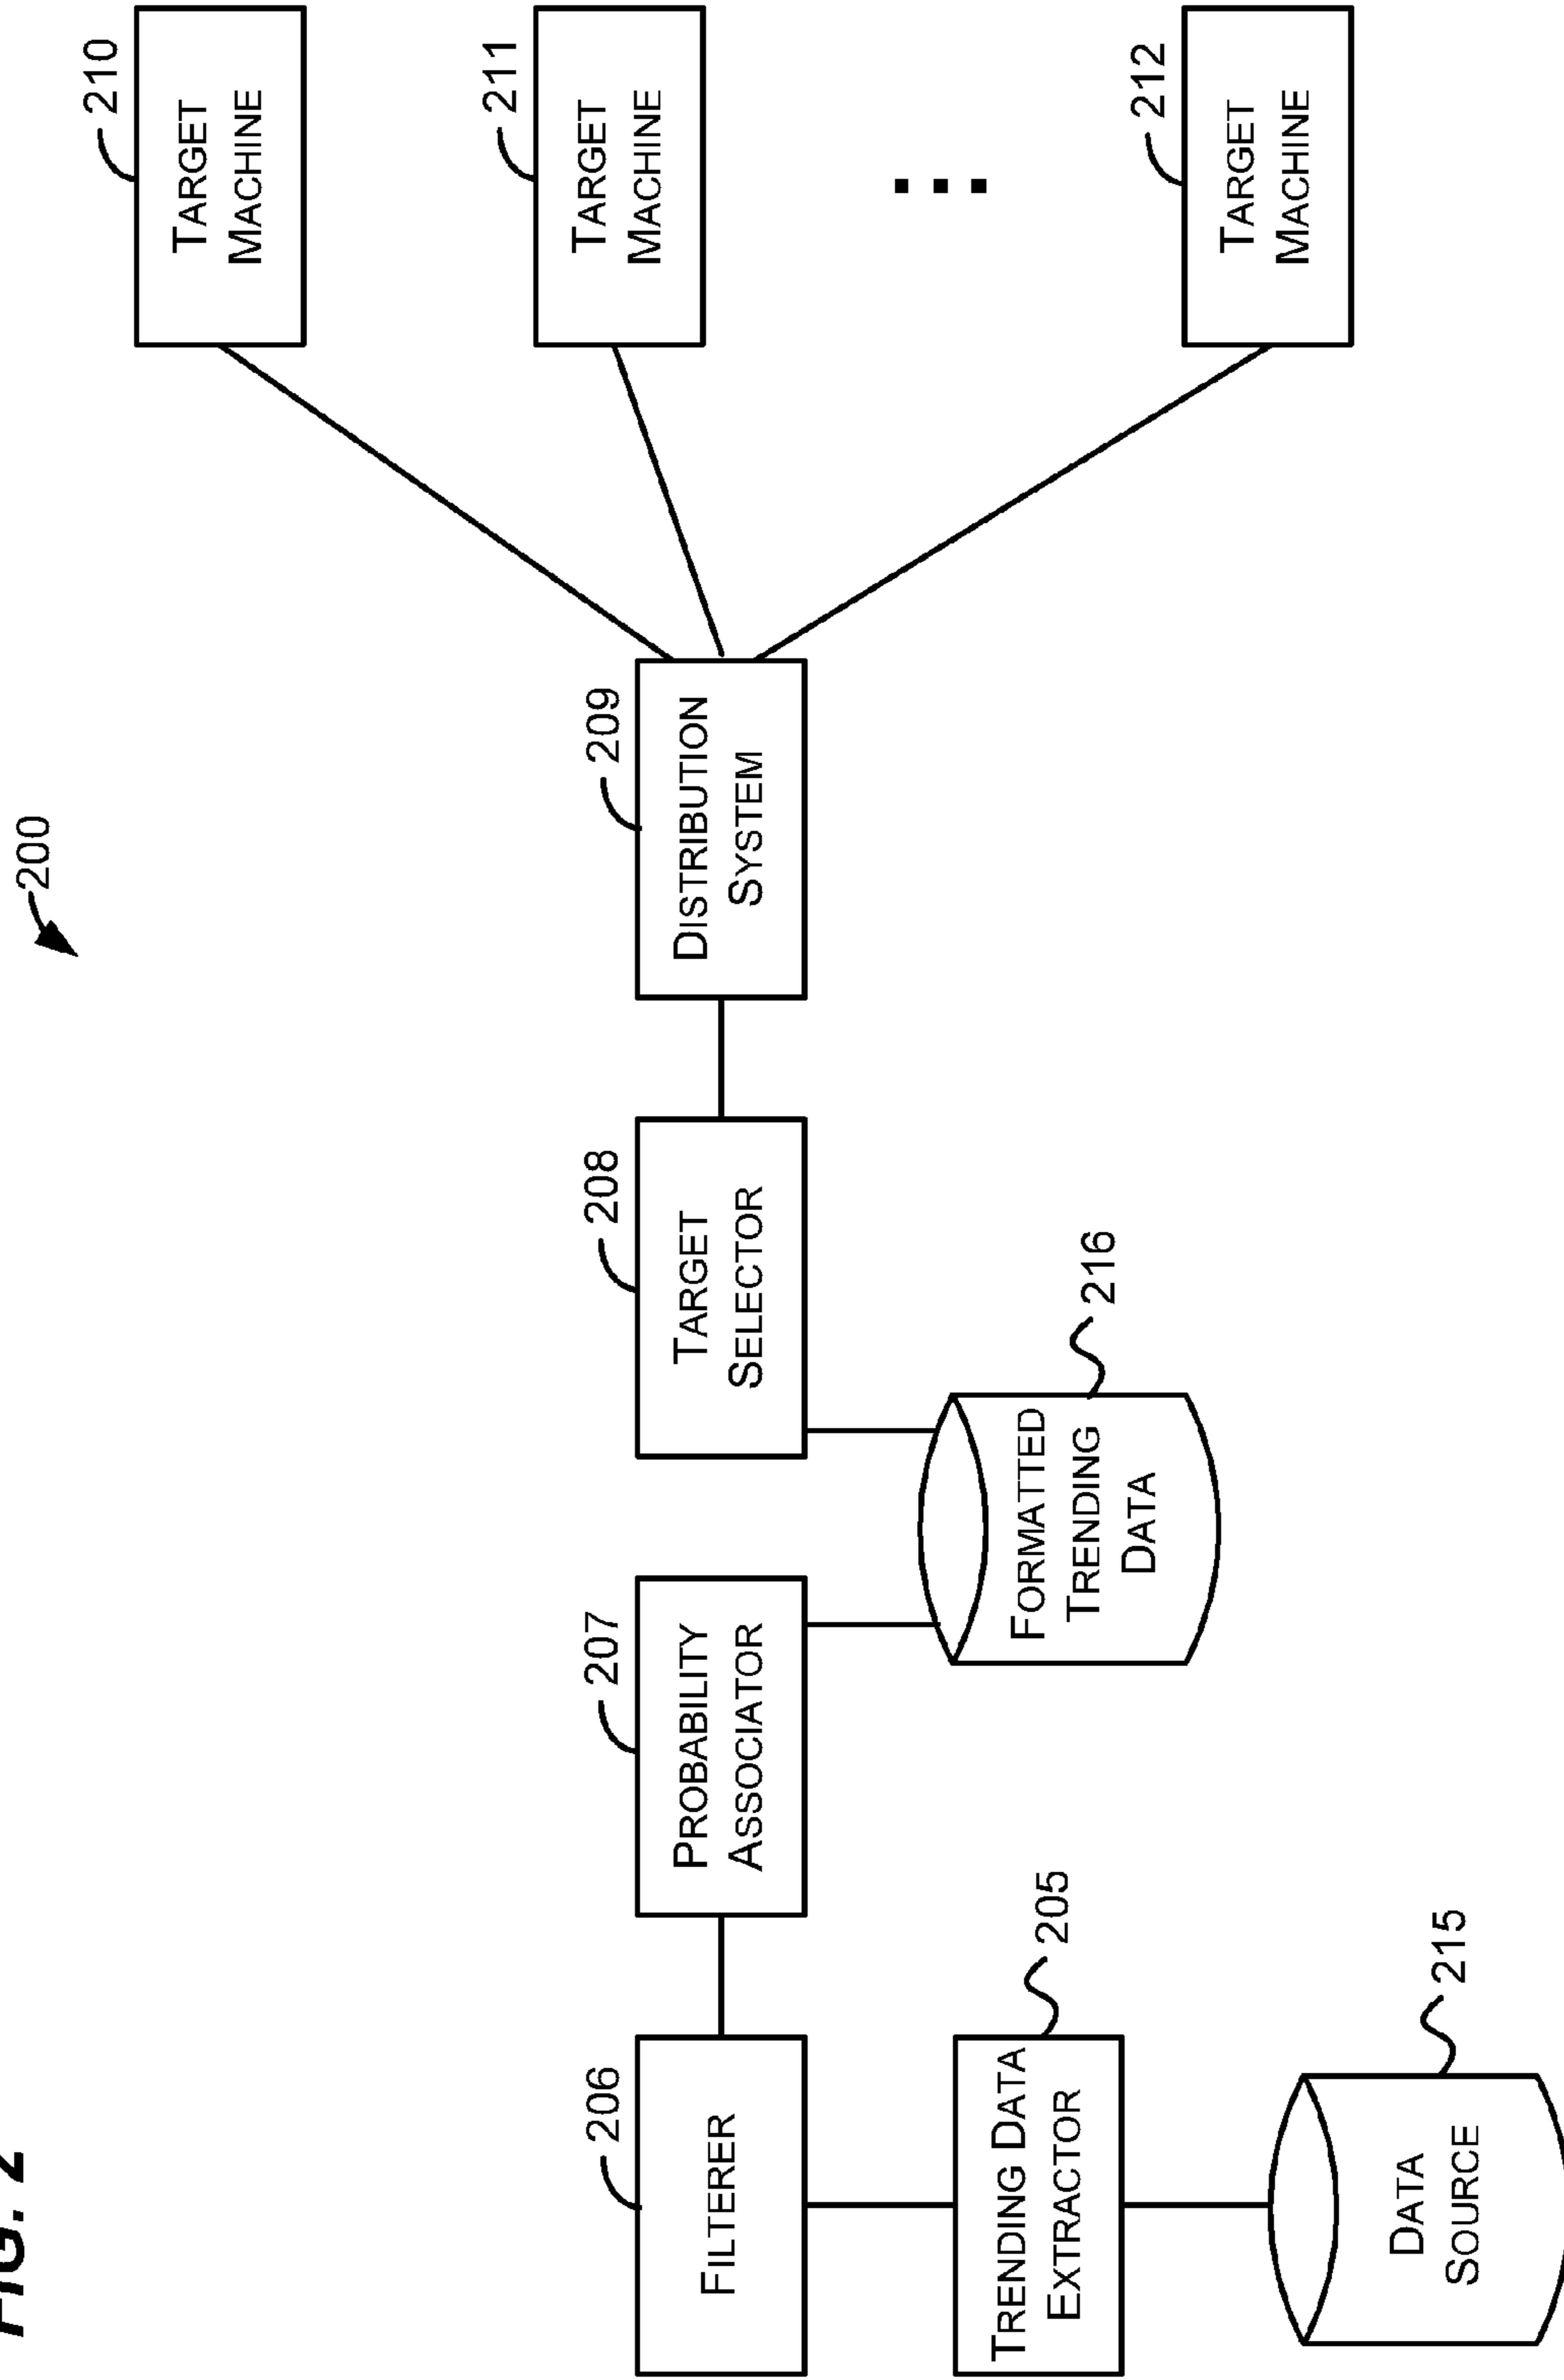 FIG. 2
200
210
TARGET
MACHINE
211
TARGET
MACHINE
212
TARGET
MACHINE
206
FILTERER
207
PROBABILITY
ASSOCIATOR
208
TARGET
SELECTOR
209
DISTRIBUTION
SYSTEM
205
TRENDING DATA
EXTRACTOR
216
FORMATTED
TRENDING
DATA
215
DATA
SOURCE